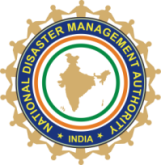 NATIONAL DISASTER MANAGEMENT AUTHORITY
★ INDIA ★